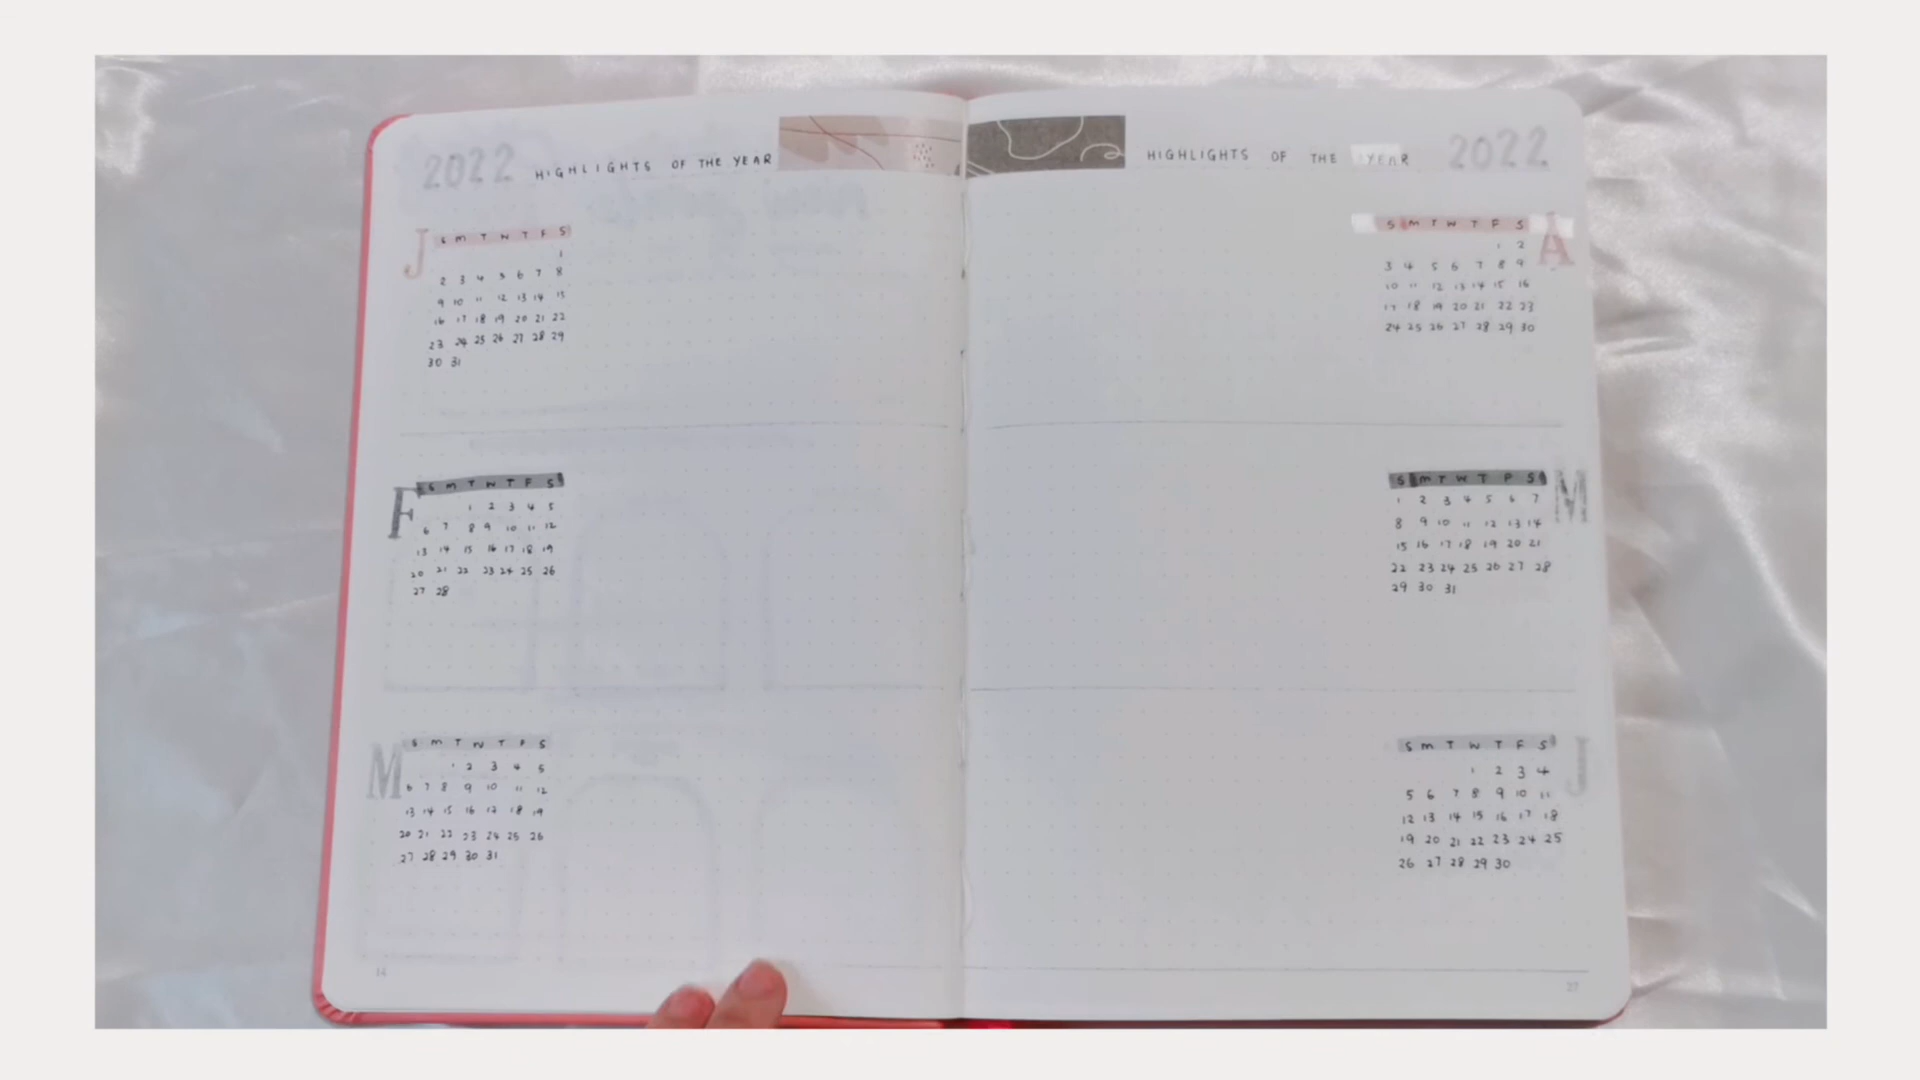 2022 HIGHLIGHTS OF THE YEAR
J
S M T W T F S
1
2 3 4 5 6 7 8
9 10 11 12 13 14 15
16 17 18 19 20 21 22
23 24 25 26 27 28 29
30 31
F
S M T W T F S
1 2 3 4 5
6 7 8 9 10 11 12
13 14 15 16 17 18 19
20 21 22 23 24 25 26
27 28
M
S M T W T F S
1 2 3 4 5
6 7 8 9 10 11 12
13 14 15 16 17 18 19
20 21 22 23 24 25 26
27 28 29 30 31
HIGHLIGHTS OF THE YEAR 2022
A
S M T W T F S
1 2
3 4 5 6 7 8 9
10 11 12 13 14 15 16
17 18 19 20 21 22 23
24 25 26 27 28 29 30
M
S M T W T F S
1 2 3 4 5 6 7
8 9 10 11 12 13 14
15 16 17 18 19 20 21
22 23 24 25 26 27 28
29 30 31
J
S M T W T F S
1 2 3 4
5 6 7 8 9 10 11
12 13 14 15 16 17 18
19 20 21 22 23 24 25
26 27 28 29 30
27